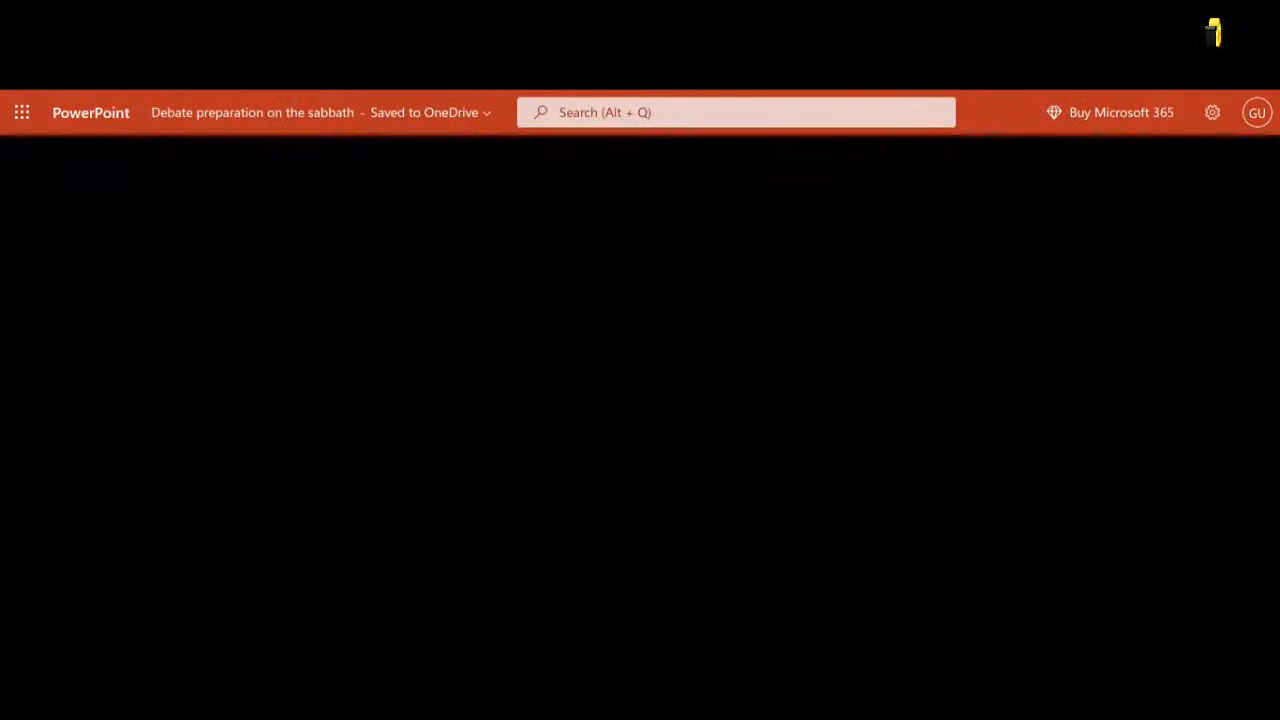 PowerPoint Debate preparation on the sabbath - Saved to OneDrive Search (Alt + Q) Buy Microsoft 365 GU